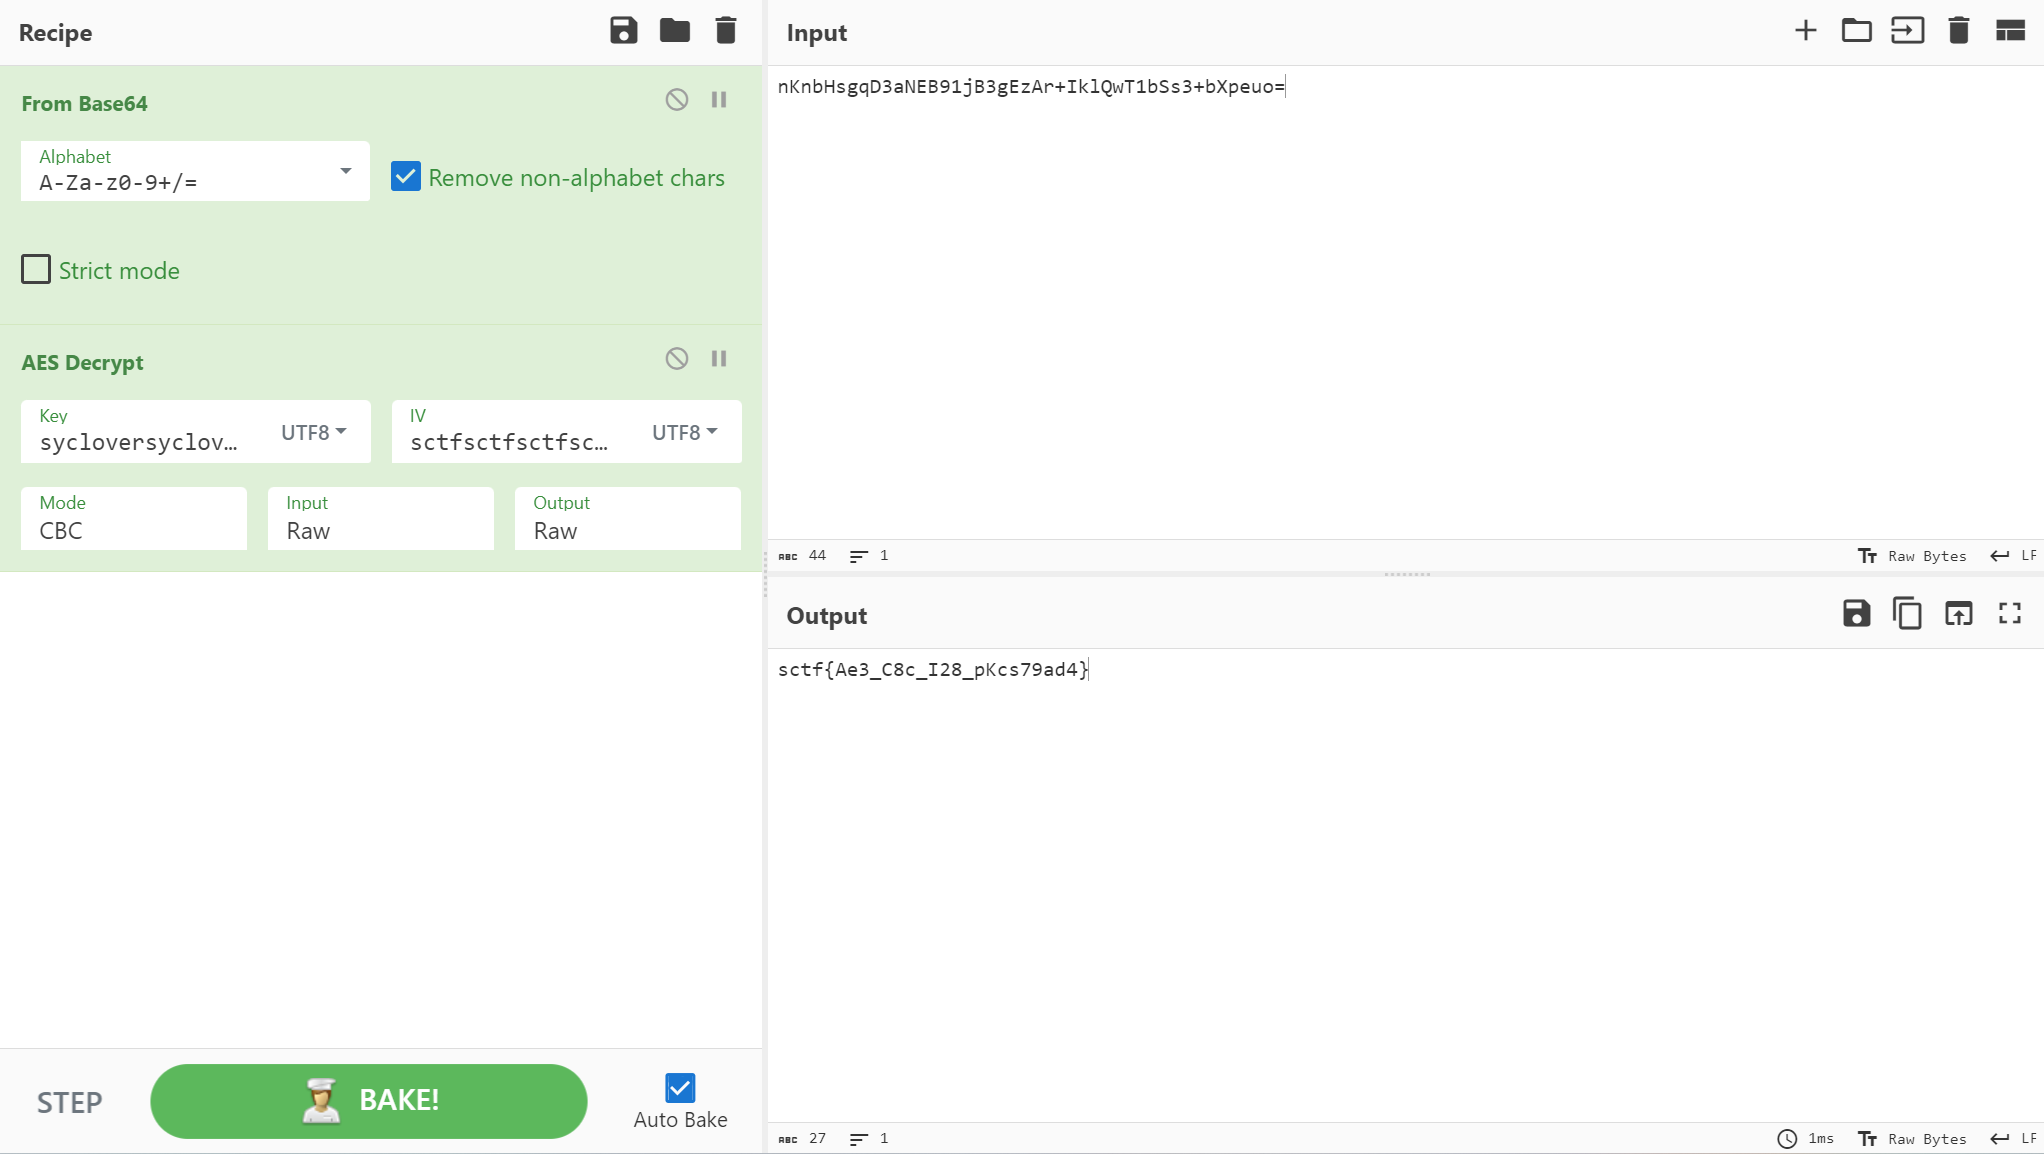 Recipe
From Base64
Alphabet
A-Za-z0-9+/=
Remove non-alphabet chars
Strict mode
AES Decrypt
Key
sycloversyclov…
UTF8
IV
sctfsctfsctfsc…
UTF8
Mode
CBC
Input
Raw
Output
Raw
STEP
BAKE!
Auto Bake
Input
nKnbHsgqD3aNEB91jB3gEzAr+IklQwT1bSs3+bXpeuo=
ABC 44 1
Raw Bytes LF
Output
sctf{Ae3_C8c_I28_pKcs79ad4}
ABC 27 1
1ms Raw Bytes LF